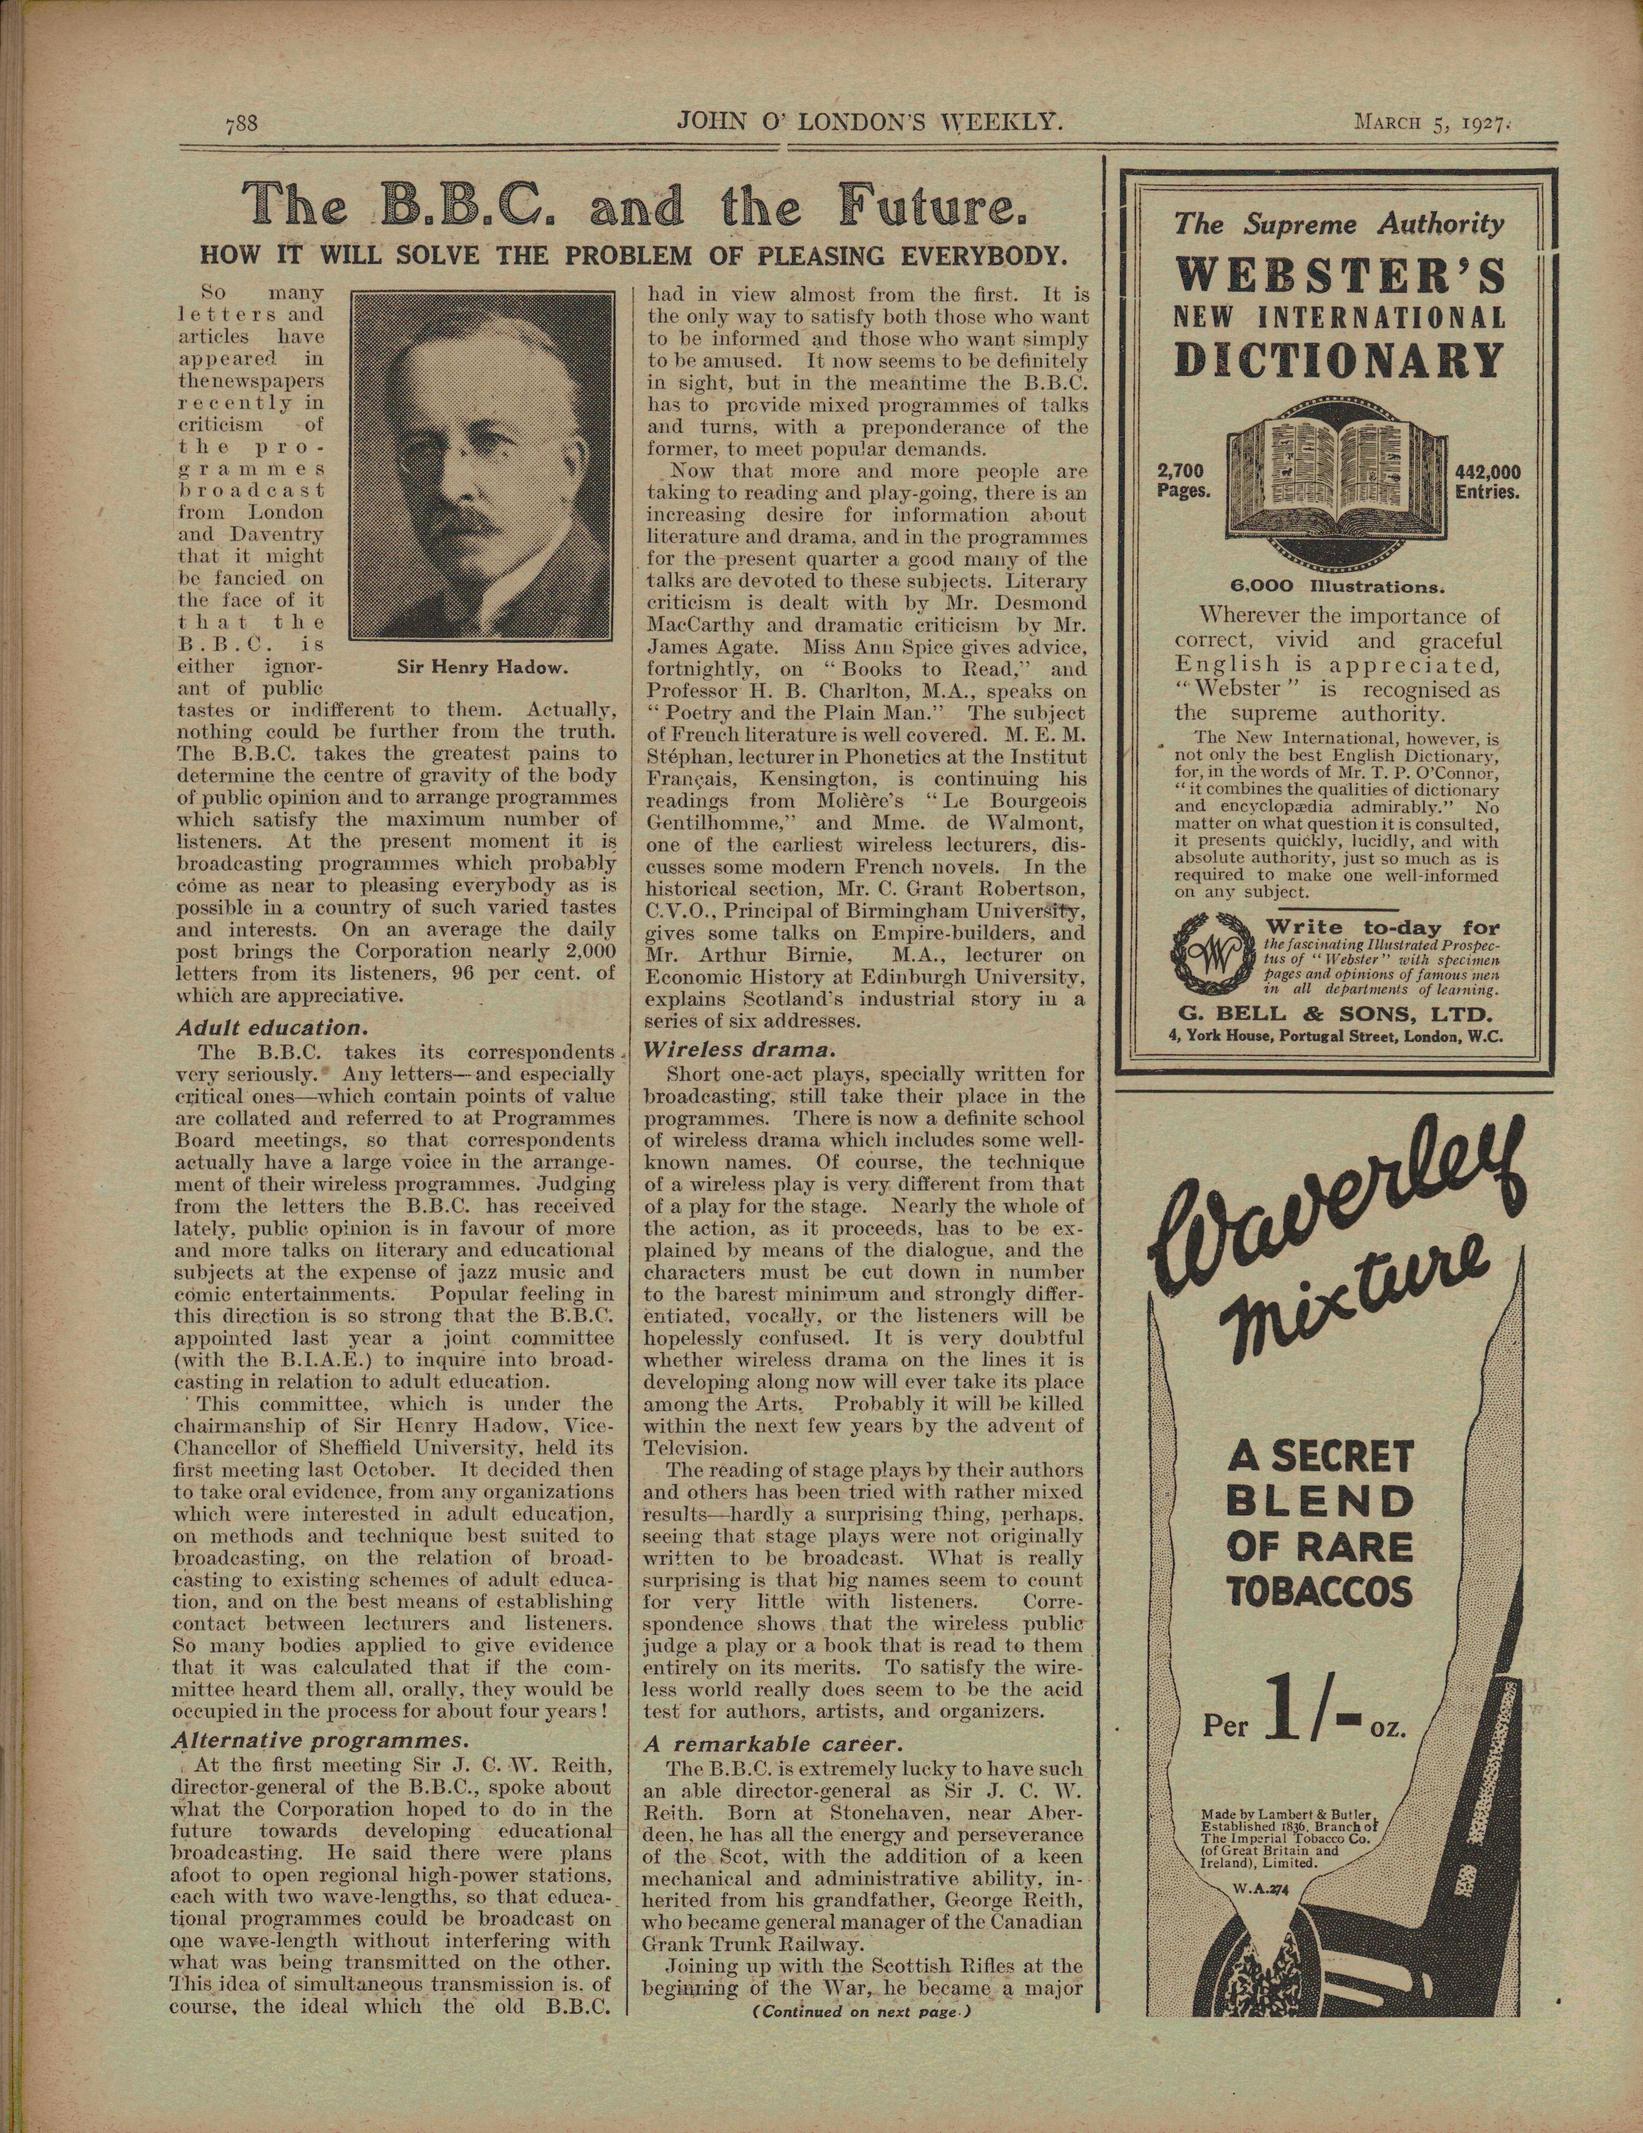 788
JOHN O' LONDON'S WEEKLY.
MARCH 5, 1927.
The B.B.C. and the Future.
HOW IT WILL SOLVE THE PROBLEM OF PLEASING EVERYBODY.
So many
letters and
articles have
appeared in
the newspapers
recently in
criticism of
the pro-
grammes
broadcast
from London
and Daventry
that it might
be fancied on
the face of it
that the
B.B.C. is
either ignor-
ant of public
Sir Henry Hadow.
tastes or indifferent to them. Actually,
nothing could be further from the truth.
The B.B.C. takes the greatest pains to
determine the centre of gravity of the body
of public opinion and to arrange programmes
which satisfy the maximum number of
listeners. At the present moment it is
broadcasting programmes which probably
come as near to pleasing everybody as is
possible in a country of such varied tastes
and interests. On an average the daily
post brings the Corporation nearly 2,000
letters from its listeners, 96 per cent. of
which are appreciative.
Adult education.
The B.B.C. takes its correspondents
very seriously. Any letters—and especially
critical ones—which contain points of value
are collated and referred to at Programmes
Board meetings, so that correspondents
actually have a large voice in the arrange-
ment of their wireless programmes. Judging
from the letters the B.B.C. has received
lately, public opinion is in favour of more
and more talks on literary and educational
subjects at the expense of jazz music and
comic entertainments. Popular feeling in
this direction is so strong that the B.B.C.
appointed last year a joint committee
(with the B.I.A.E.) to inquire into broad-
casting in relation to adult education.
This committee, which is under the
chairmanship of Sir Henry Hadow, Vice-
Chancellor of Sheffield University, held its
first meeting last October. It decided then
to take oral evidence, from any organizations
which were interested in adult education,
on methods and technique best suited to
broadcasting, on the relation of broad-
casting to existing schemes of adult educa-
tion, and on the best means of establishing
contact between lecturers and listeners.
So many bodies applied to give evidence
that it was calculated that if the com-
mittee heard them all, orally, they would be
occupied in the process for about four years!
Alternative programmes.
At the first meeting Sir J. C. W. Reith,
director-general of the B.B.C., spoke about
what the Corporation hoped to do in the
future towards developing educational
broadcasting. He said there were plans
afoot to open regional high-power stations,
each with two wave-lengths, so that educa-
tional programmes could be broadcast on
one wave-length without interfering with
what was being transmitted on the other.
This idea of simultaneous transmission is, of
course, the ideal which the old B.B.C.
had in view almost from the first. It is
the only way to satisfy both those who want
to be informed and those who want simply
to be amused. It now seems to be definitely
in sight, but in the meantime the B.B.C.
has to provide mixed programmes of talks
and turns, with a preponderance of the
former, to meet popular demands.
Now that more and more people are
taking to reading and play-going, there is an
increasing desire for information about
literature and drama, and in the programmes
for the present quarter a good many of the
talks are devoted to these subjects. Literary
criticism is dealt with by Mr. Desmond
MacCarthy and dramatic criticism by Mr.
James Agate. Miss Ann Spice gives advice,
fortnightly, on "Books to Read," and
Professor H. B. Charlton, M.A., speaks on
"Poetry and the Plain Man." The subject
of French literature is well covered. M. E. M.
Stéphan, lecturer in Phonetics at the Institut
Français, Kensington, is continuing his
readings from Molière's "Le Bourgeois
Gentilhomme," and Mme. de Walmont,
one of the earliest wireless lecturers, dis-
cusses some modern French novels. In the
historical section, Mr. C. Grant Robertson,
C.V.O., Principal of Birmingham University,
gives some talks on Empire-builders, and
Mr. Arthur Birnie, M.A., lecturer on
Economic History at Edinburgh University,
explains Scotland's industrial story in a
series of six addresses.
Wireless drama.
Short one-act plays, specially written for
broadcasting, still take their place in the
programmes. There is now a definite school
of wireless drama which includes some well-
known names. Of course, the technique
of a wireless play is very different from that
of a play for the stage. Nearly the whole of
the action, as it proceeds, has to be ex-
plained by means of the dialogue, and the
characters must be cut down in number
to the barest minimum and strongly differ-
entiated, vocally, or the listeners will be
hopelessly confused. It is very doubtful
whether wireless drama on the lines it is
developing along now will ever take its place
among the Arts. Probably it will be killed
within the next few years by the advent of
Television.
The reading of stage plays by their authors
and others has been tried with rather mixed
results—hardly a surprising thing, perhaps,
seeing that stage plays were not originally
written to be broadcast. What is really
surprising is that big names seem to count
for very little with listeners. Corre-
spondence shows that the wireless public
judge a play or a book that is read to them
entirely on its merits. To satisfy the wire-
less world really does seem to be the acid
test for authors, artists, and organizers.
A remarkable career.
The B.B.C. is extremely lucky to have such
an able director-general as Sir J. C. W.
Reith. Born at Stonehaven, near Aber-
deen, he has all the energy and perseverance
of the Scot, with the addition of a keen
mechanical and administrative ability, in-
herited from his grandfather, George Reith,
who became general manager of the Canadian
Grank Trunk Railway.
Joining up with the Scottish Rifles at the
beginning of the War, he became a major
(Continued on next page.)
The Supreme Authority
WEBSTER'S
NEW INTERNATIONAL
DICTIONARY
2,700
Pages.
442,000
Entries.
6,000 Illustrations.
Wherever the importance of
correct, vivid and graceful
English is appreciated,
"Webster" is recognised as
the supreme authority.
The New International, however, is
not only the best English Dictionary,
for, in the words of Mr. T. P. O'Connor,
"it combines the qualities of dictionary
and encyclopædia admirably." No
matter on what question it is consulted,
it presents quickly, lucidly, and with
absolute authority, just so much as is
required to make one well-informed
on any subject.
W
Write to-day for
the fascinating Illustrated Prospec-
tus of "Webster" with specimen
pages and opinions of famous men
in all departments of learning.
G. BELL & SONS, LTD.
4, York House, Portugal Street, London, W.C.
Waverley
Mixture
A SECRET
BLEND
OF RARE
TOBACCOS
Per 1/- oz.
Made by Lambert & Butler,
Established 1836, Branch of
The Imperial Tobacco Co.
(of Great Britain and
Ireland), Limited.
W.A.274